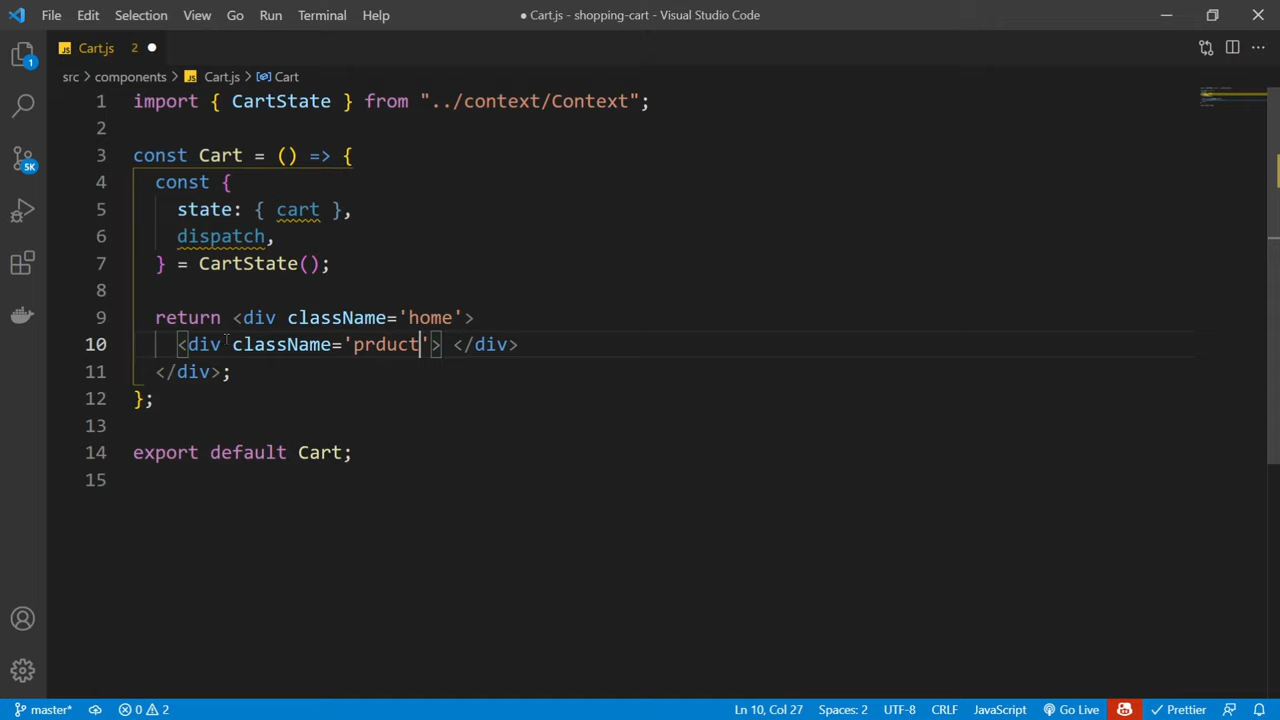 File Edit Selection View Go Run Terminal Help
● Cart.js - shopping-cart - Visual Studio Code
JS Cart.js 2 ●
src > components > JS Cart.js > Cart
1 import { CartState } from "../context/Context";
2
3 const Cart = () => {
4 const {
5 state: { cart },
6 dispatch,
7 } = CartState();
8
9 return <div className='home'>
10 <div className='prduct'> </div>
11 </div>;
12 };
13
14 export default Cart;
15
1
5K
master* 0 2
Ln 10, Col 27 Spaces: 2 UTF-8 CRLF JavaScript Go Live Prettier